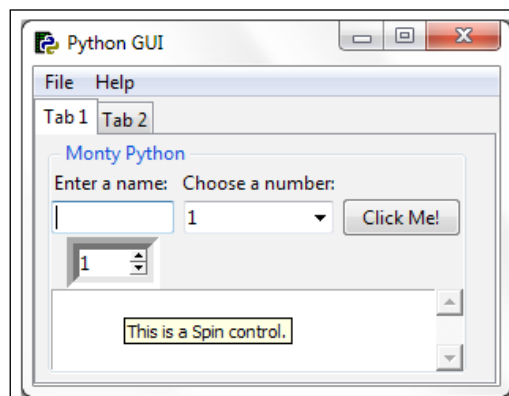 Python GUI
File Help
Tab 1 Tab 2
Monty Python
Enter a name: Choose a number:
1 Click Me!
1
This is a Spin control.